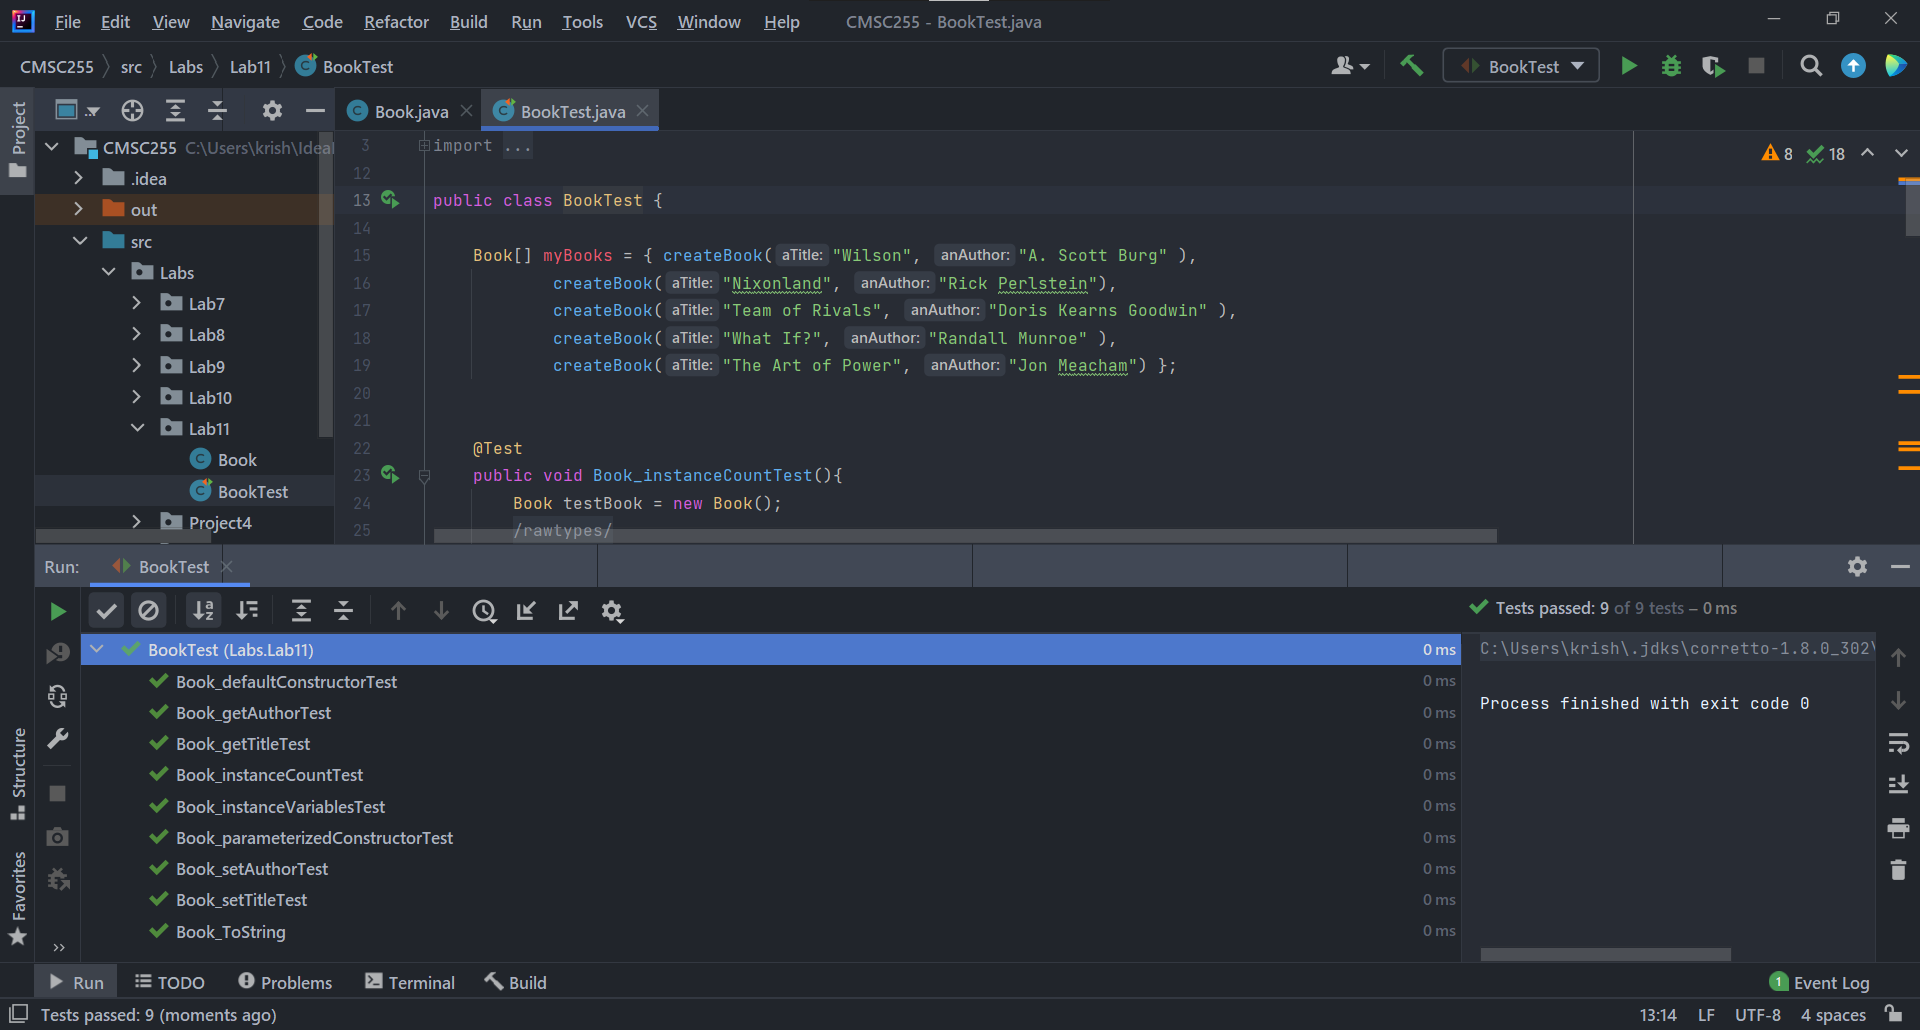 File Edit View Navigate Code Refactor Build Run Tools VCS Window Help CMSC255 - BookTest.java
CMSC255 src Labs Lab11 BookTest
BookTest
Project
Book.java BookTest.java
CMSC255 C:\Users\krish\Idea
.idea
out
src
Labs
Lab7
Lab8
Lab9
Lab10
Lab11
Book
BookTest
Project4
8 18
3 import ...
12
13 public class BookTest {
14
15 Book[] myBooks = { createBook( aTitle: "Wilson", anAuthor: "A. Scott Burg" ),
16 createBook( aTitle: "Nixonland", anAuthor: "Rick Perlstein"),
17 createBook( aTitle: "Team of Rivals", anAuthor: "Doris Kearns Goodwin" ),
18 createBook( aTitle: "What If?", anAuthor: "Randall Munroe" ),
19 createBook( aTitle: "The Art of Power", anAuthor: "Jon Meacham") };
20
21
22 @Test
23 public void Book_instanceCountTest(){
24 Book testBook = new Book();
25 /rawtypes/
Run: BookTest
Tests passed: 9 of 9 tests – 0 ms
BookTest (Labs.Lab11) 0 ms
Book_defaultConstructorTest 0 ms
Book_getAuthorTest 0 ms
Book_getTitleTest 0 ms
Book_instanceCountTest 0 ms
Book_instanceVariablesTest 0 ms
Book_parameterizedConstructorTest 0 ms
Book_setAuthorTest 0 ms
Book_setTitleTest 0 ms
Book_ToString 0 ms
C:\Users\krish\.jdks\corretto-1.8.0_302\
Process finished with exit code 0
Structure
Favorites
Run TODO Problems Terminal Build 1 Event Log
Tests passed: 9 (moments ago) 13:14 LF UTF-8 4 spaces